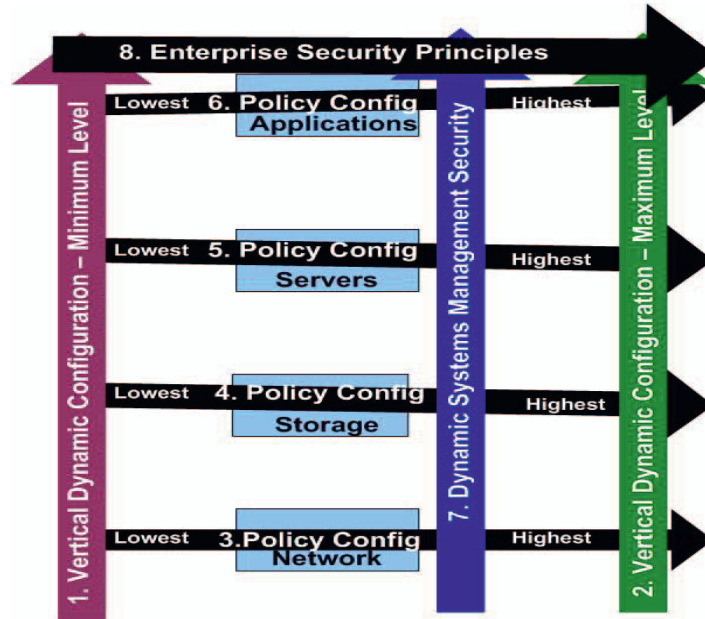 8. Enterprise Security Principles
Lowest 6. Policy Config Highest
Applications
Lowest 5. Policy Config Highest
Servers
Lowest 4. Policy Config Highest
Storage
Lowest 3.Policy Config Highest
Network
1. Vertical Dynamic Configuration – Minimum Level
7. Dynamic Systems Management Security
2. Vertical Dynamic Configuration – Maximum Level